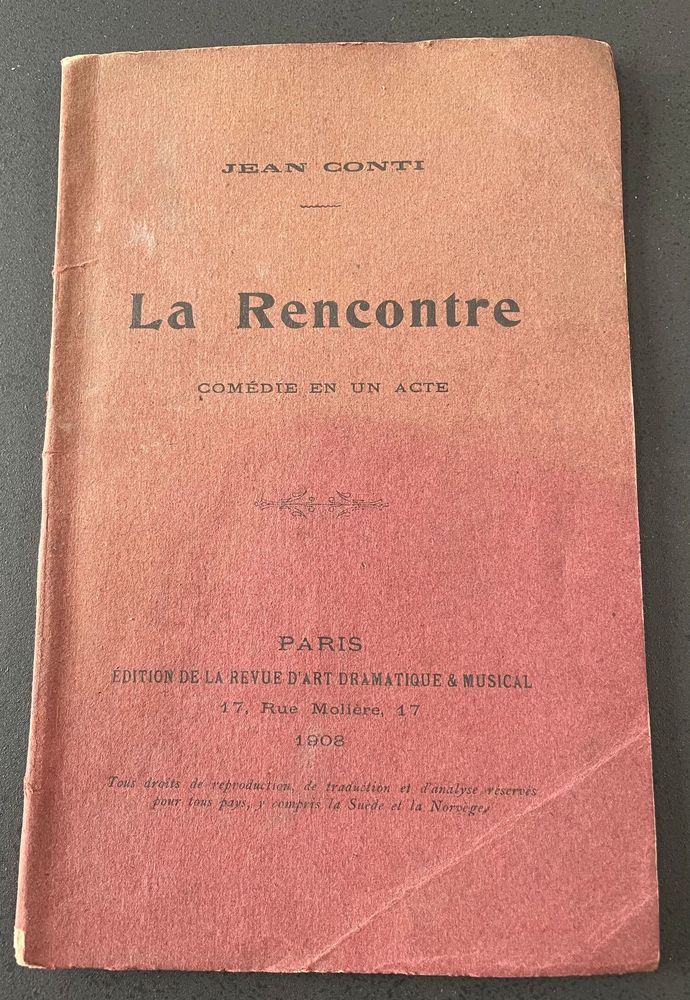 JEAN CONTI
La Rencontre
COMÉDIE EN UN ACTE
PARIS
ÉDITION DE LA REVUE D'ART DRAMATIQUE & MUSICAL
17, Rue Molière, 17
1908
Tous droits de reproduction, de traduction et d'analyse réservés
pour tous pays, y compris la Suède et la Norvège.